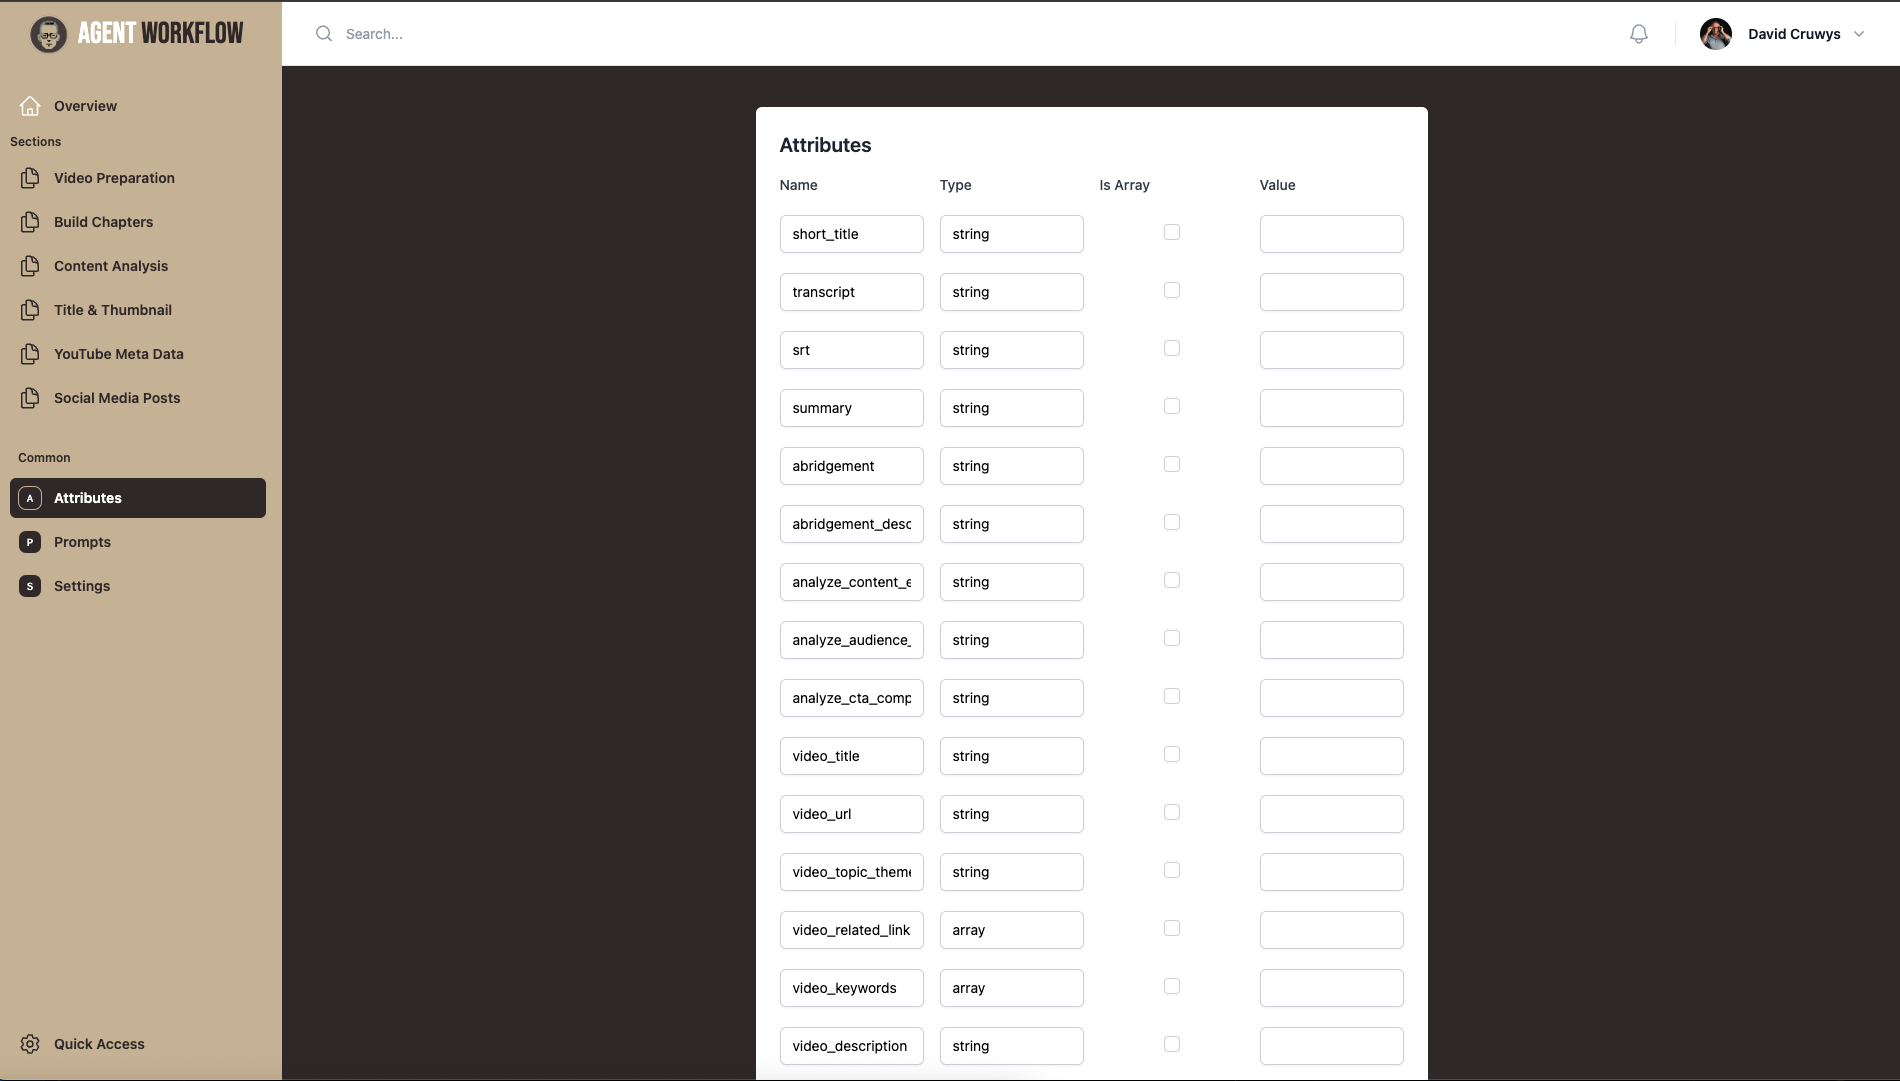 AGENT WORKFLOW
Search...
David Cruwys
Overview
Sections
Video Preparation
Build Chapters
Content Analysis
Title & Thumbnail
YouTube Meta Data
Social Media Posts
Common
A Attributes
P Prompts
S Settings
Quick Access
Attributes
Name Type Is Array Value
short_title string
transcript string
srt string
summary string
abridgement string
abridgement_desc string
analyze_content_e string
analyze_audience_ string
analyze_cta_comp string
video_title string
video_url string
video_topic_theme string
video_related_link array
video_keywords array
video_description string